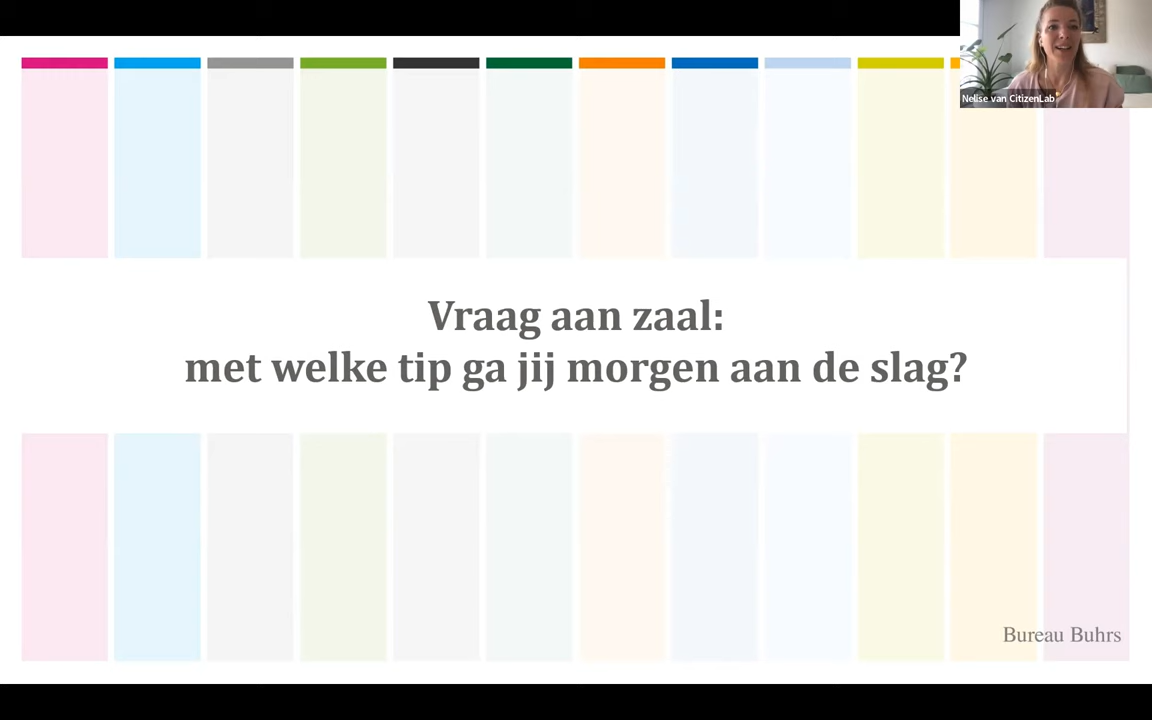 Nelise van CitizenLab
Vraag aan zaal:
met welke tip ga jij morgen aan de slag?
Bureau Buhrs